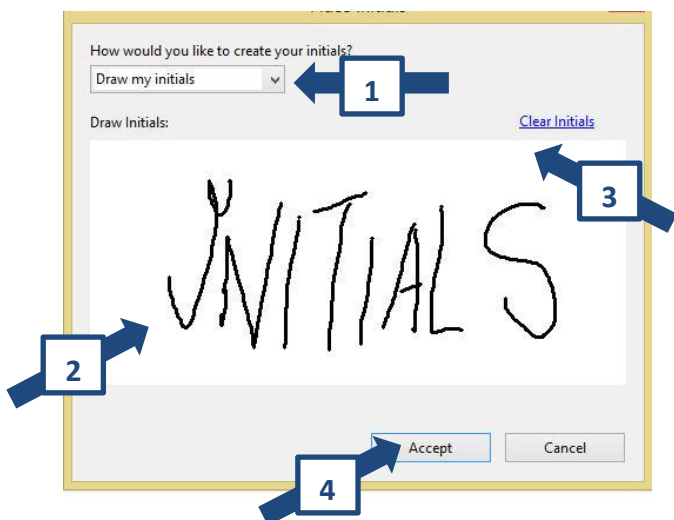 How would you like to create your initials?
Draw my initials
1
Draw Initials:
Clear Initials
3
INITIALS
2
Accept
Cancel
4